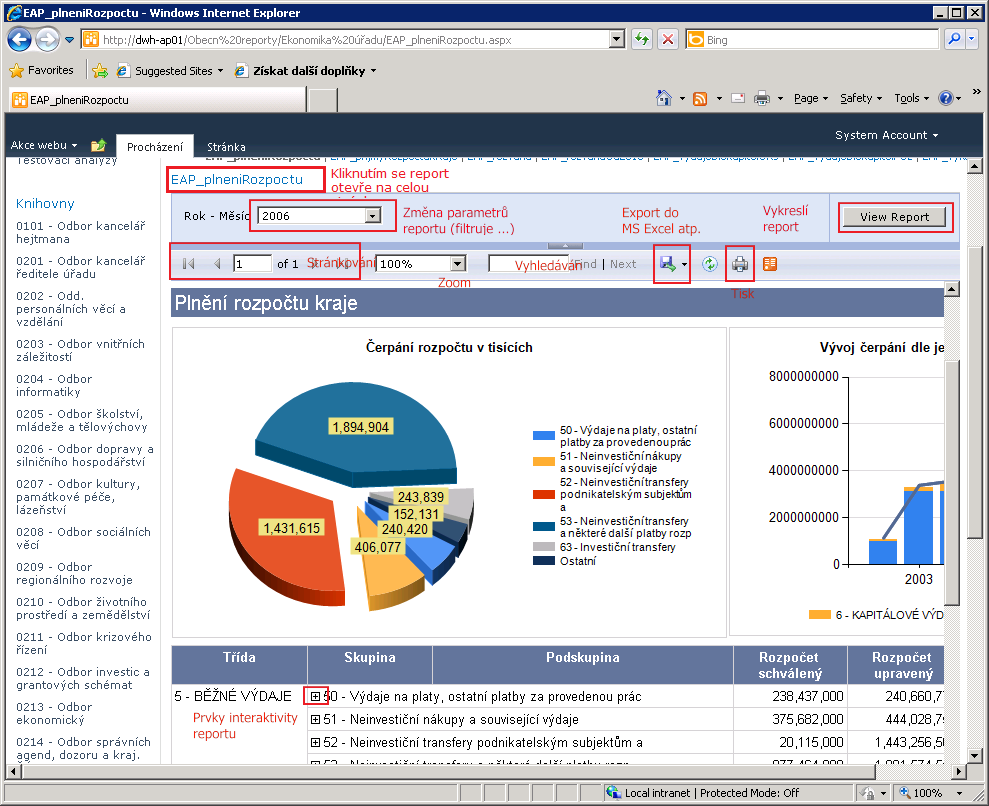 EAP_plneniRozpoctu - Windows Internet Explorer
http://dwh-ap01/Obecn%20reporty/Ekonomika%20úřadu/EAP_plneniRozpoctu.aspx
Bing
Favorites
Suggested Sites
Získat další doplňky
EAP_plneniRozpoctu
Page
Safety
Tools
»
Akce webu
Procházení
Stránka
System Account
Testovací analýzy
Knihovny
0101 - Odbor kancelář
hejtmana
0201 - Odbor kancelář
ředitele úřadu
0202 - Odd.
personálních věcí a
vzdělání
0203 - Odbor vnitřních
záležitostí
0204 - Odbor
informatiky
0205 - Odbor školství,
mládeže a tělovýchovy
0206 - Odbor dopravy a
silničního hospodářství
0207 - Odbor kultury,
památkové péče,
lázeňství
0208 - Odbor sociálních
věcí
0209 - Odbor
regionálního rozvoje
0210 - Odbor životního
prostředí a zemědělství
0211 - Odbor krizového
řízení
0212 - Odbor investic a
grantových schémat
0213 - Odbor
ekonomický
0214 - Odbor správních
agend, dozoru a kraj.
EAP_plneniRozpoctu
Kliknutím se report
otevře na celou
Rok - Měsíc
2006
Změna parametrů
reportu (filtruje ...)
Export do
MS Excel atp.
Vykreslí
report
View Report
1
of 1
Stránkování
100%
Zoom
Vyhledávání
Find | Next
Tisk
Plnění rozpočtu kraje
Čerpání rozpočtu v tisících
1,894,904
1,431,615
243,839
152,131
240,420
406,077
50 - Výdaje na platy, ostatní
platby za provedenou prác
51 - Neinvestiční nákupy
a související výdaje
52 - Neinvestiční transfery
podnikatelským subjektům
a
53 - Neinvestiční transfery
a některé další platby rozp
63 - Investiční transfery
Ostatní
Vývoj čerpání dle je
8000000000
6000000000
4000000000
2000000000
0
2003
6 - KAPITÁLOVÉ VÝD
Třída
Skupina
Podskupina
Rozpočet
schválený
Rozpočet
upravený
5 - BĚŽNÉ VÝDAJE
50 - Výdaje na platy, ostatní platby za provedenou prác
238,437,000
240,660,7
Prvky interaktivity
reportu
51 - Neinvestiční nákupy a související výdaje
375,682,000
444,028,7
52 - Neinvestiční transfery podnikatelským subjektům a
20,115,000
1,443,256,5
Local intranet | Protected Mode: Off
100%